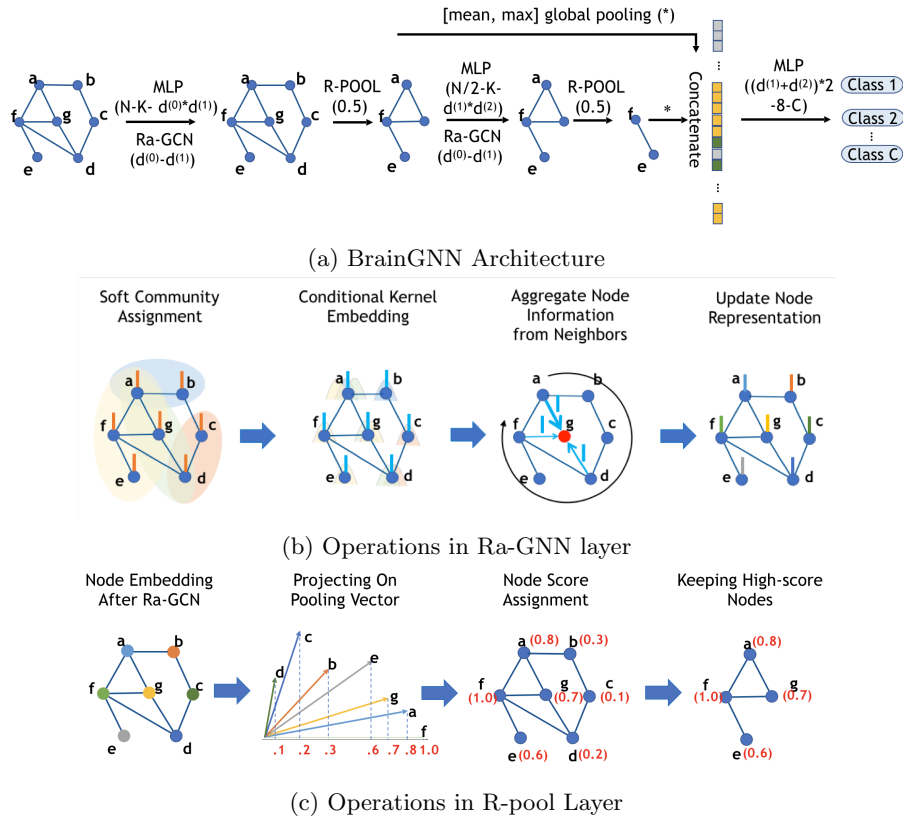 [mean, max] global pooling (*)
a b
f g c
e d
MLP
(N-K- d(0)*d(1))
Ra-GCN
(d(0)-d(1))
a b
f g c
e d
R-POOL
(0.5)
a
f
e
MLP
(N/2-K-
d(1)*d(2))
Ra-GCN
(d(0)-d(1))
a
f
e
R-POOL
(0.5)
f
e
*
Concatenate
...
...
MLP
((d(1)+d(2))*2
-8-C)
Class 1
Class 2
...
Class C
(a) BrainGNN Architecture
Soft Community
Assignment
Conditional Kernel
Embedding
Aggregate Node
Information
from Neighbors
Update Node
Representation
a b
f g c
e d
a b
f g c
e d
a b
f g c
e d
a b
f g c
e d
(b) Operations in Ra-GNN layer
Node Embedding
After Ra-GCN
Projecting On
Pooling Vector
Node Score
Assignment
Keeping High-score
Nodes
a b
f g c
e d
c
d b e
g
a
f
.1 .2 .3 .6 .7 .8 1.0
a(0.8) b(0.3)
f g c
(1.0) (0.7) (0.1)
e(0.6) d(0.2)
a(0.8)
f g
(1.0) (0.7)
e(0.6)
(c) Operations in R-pool Layer